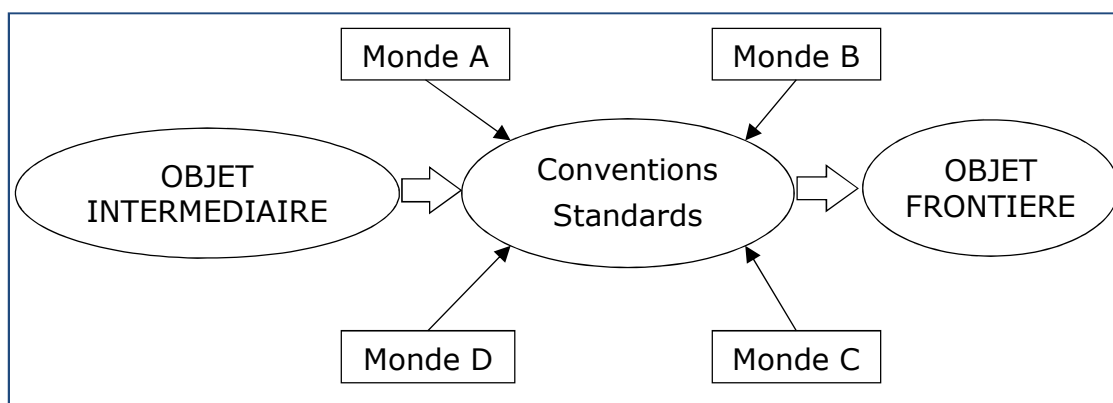 Monde A
Monde B
OBJET
INTERMEDIAIRE
Conventions
Standards
OBJET
FRONTIERE
Monde D
Monde C